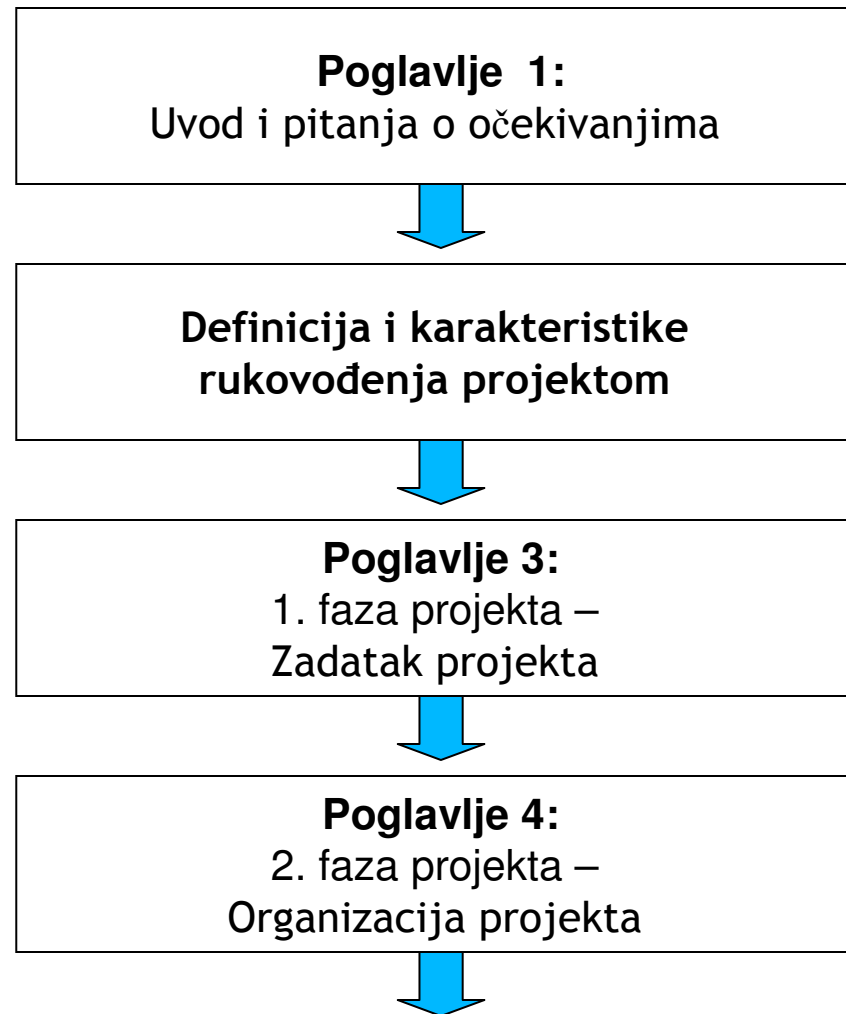 Poglavlje 1:
Uvod i pitanja o očekivanjima
Definicija i karakteristike
rukovođenja projektom
Poglavlje 3:
1. faza projekta –
Zadatak projekta
Poglavlje 4:
2. faza projekta –
Organizacija projekta